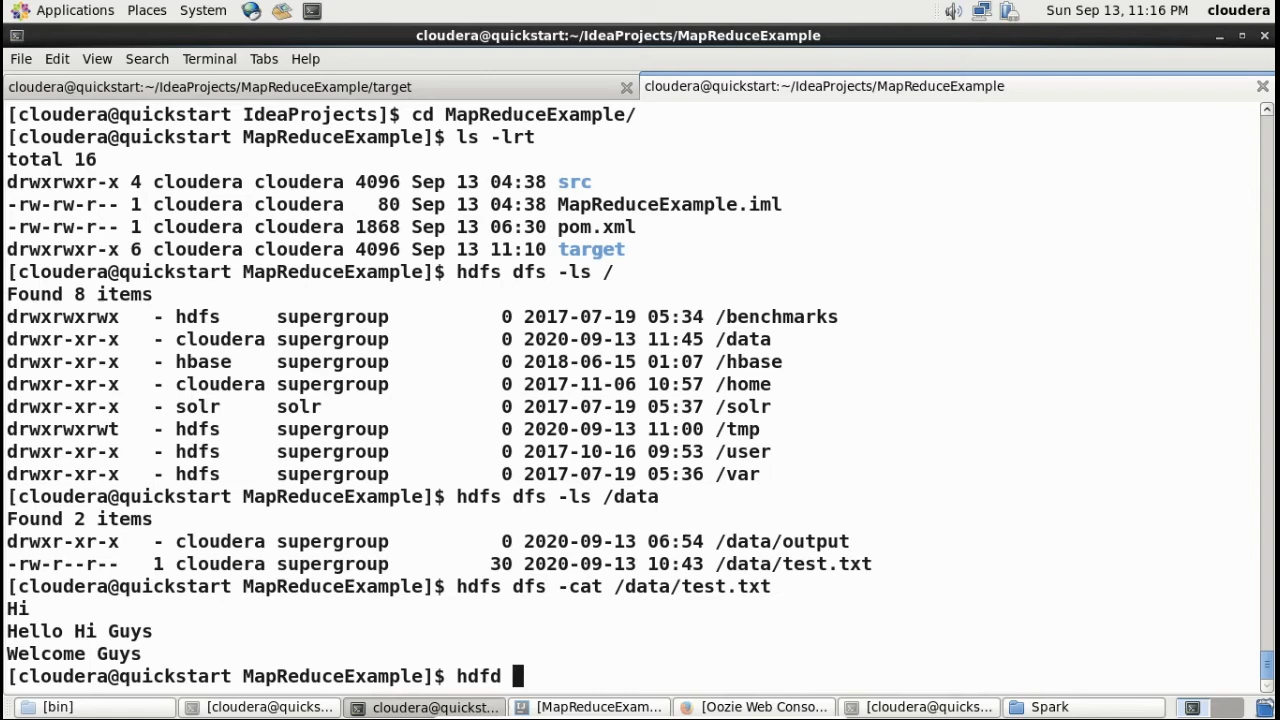 Applications Places System Sun Sep 13, 11:16 PM cloudera
cloudera@quickstart:~/IdeaProjects/MapReduceExample
File Edit View Search Terminal Tabs Help
cloudera@quickstart:~/IdeaProjects/MapReduceExample/target cloudera@quickstart:~/IdeaProjects/MapReduceExample
[cloudera@quickstart IdeaProjects]$ cd MapReduceExample/
[cloudera@quickstart MapReduceExample]$ ls -lrt
total 16
drwxrwxr-x 4 cloudera cloudera 4096 Sep 13 04:38 src
-rw-rw-r-- 1 cloudera cloudera   80 Sep 13 04:38 MapReduceExample.iml
-rw-rw-r-- 1 cloudera cloudera 1868 Sep 13 06:30 pom.xml
drwxrwxr-x 6 cloudera cloudera 4096 Sep 13 11:10 target
[cloudera@quickstart MapReduceExample]$ hdfs dfs -ls /
Found 8 items
drwxrwxrwx   - hdfs     supergroup          0 2017-07-19 05:34 /benchmarks
drwxr-xr-x   - cloudera supergroup          0 2020-09-13 11:45 /data
drwxr-xr-x   - hbase    supergroup          0 2018-06-15 01:07 /hbase
drwxr-xr-x   - cloudera supergroup          0 2017-11-06 10:57 /home
drwxr-xr-x   - solr     solr                0 2017-07-19 05:37 /solr
drwxrwxrwt   - hdfs     supergroup          0 2020-09-13 11:00 /tmp
drwxr-xr-x   - hdfs     supergroup          0 2017-10-16 09:53 /user
drwxr-xr-x   - hdfs     supergroup          0 2017-07-19 05:36 /var
[cloudera@quickstart MapReduceExample]$ hdfs dfs -ls /data
Found 2 items
drwxr-xr-x   - cloudera supergroup          0 2020-09-13 06:54 /data/output
-rw-r--r--   1 cloudera supergroup         30 2020-09-13 10:43 /data/test.txt
[cloudera@quickstart MapReduceExample]$ hdfs dfs -cat /data/test.txt
Hi
Hello Hi Guys
Welcome Guys
[cloudera@quickstart MapReduceExample]$ hdfd
[bin] [cloudera@quickst... cloudera@quickst... [MapReduceExam... [Oozie Web Conso... [cloudera@quicks... Spark